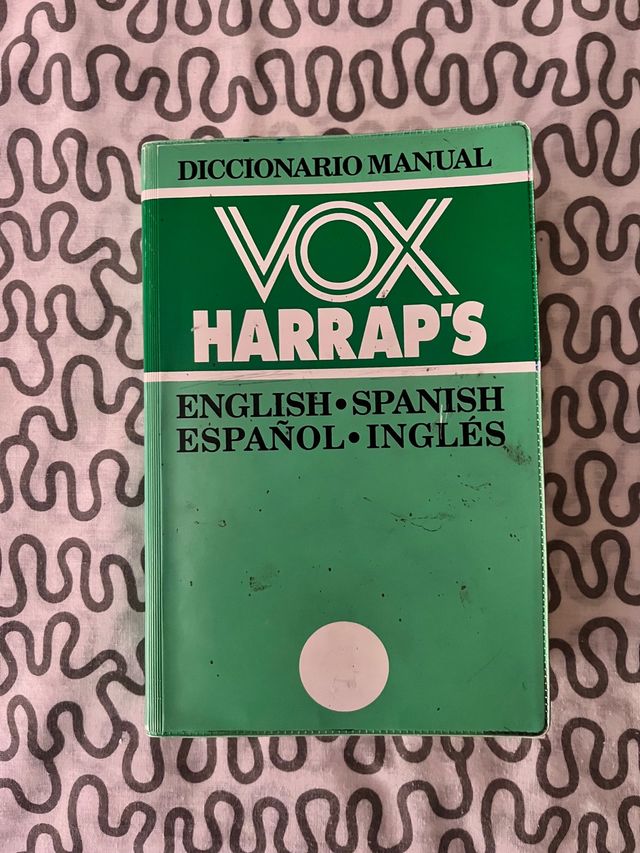 DICCIONARIO MANUAL
VOX
HARRAP'S
ENGLISH•SPANISH
ESPAÑOL•INGLÉS